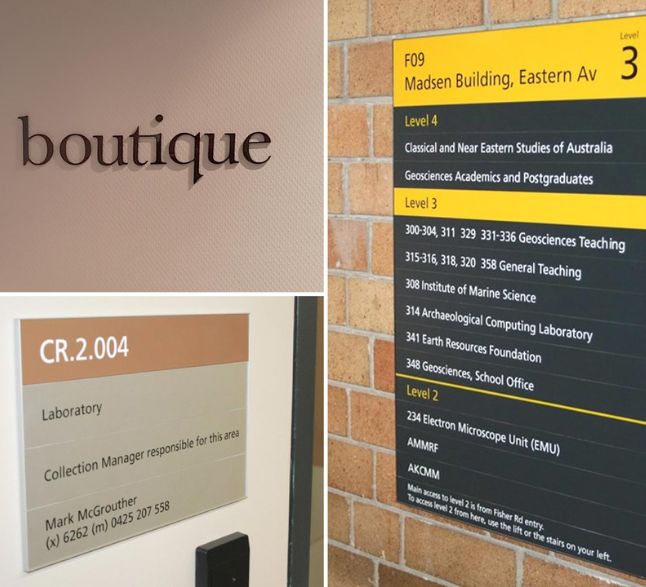 boutique
F09
Level
Madsen Building, Eastern Av
3
Level 4
Classical and Near Eastern Studies of Australia
Geosciences Academics and Postgraduates
Level 3
300-304, 311 329 331-336 Geosciences Teaching
315-316, 318, 320 358 General Teaching
308 Institute of Marine Science
314 Archaeological Computing Laboratory
341 Earth Resources Foundation
348 Geosciences, School Office
Level 2
234 Electron Microscope Unit (EMU)
AMMRF
AKCMM
Main access to level 2 is from Fisher Rd entry.
To access level 2 from here, use the lift or the stairs on your left.
CR.2.004
Laboratory
Collection Manager responsible for this area
Mark McGrouther
(x) 6262 (m) 0425 207 558